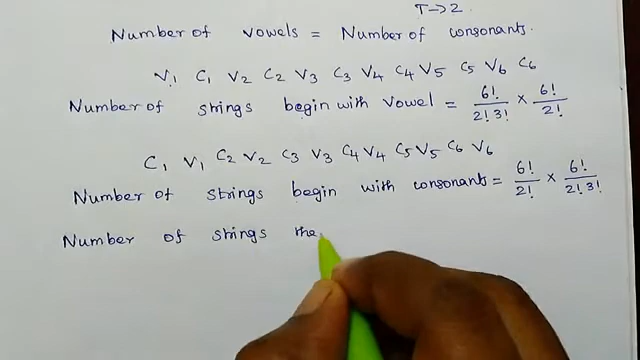 T→2
Number of vowels = Number of consonants.
V₁ C₁ V₂ C₂ V₃ C₃ V₄ C₄ V₅ C₅ V₆ C₆
Number of strings begin with vowel = 6!/2!3! × 6!/2!
C₁ V₁ C₂ V₂ C₃ V₃ C₄ V₄ C₅ V₅ C₆ V₆
Number of strings begin with consonants = 6!/2! × 6!/2!3!
Number of strings the